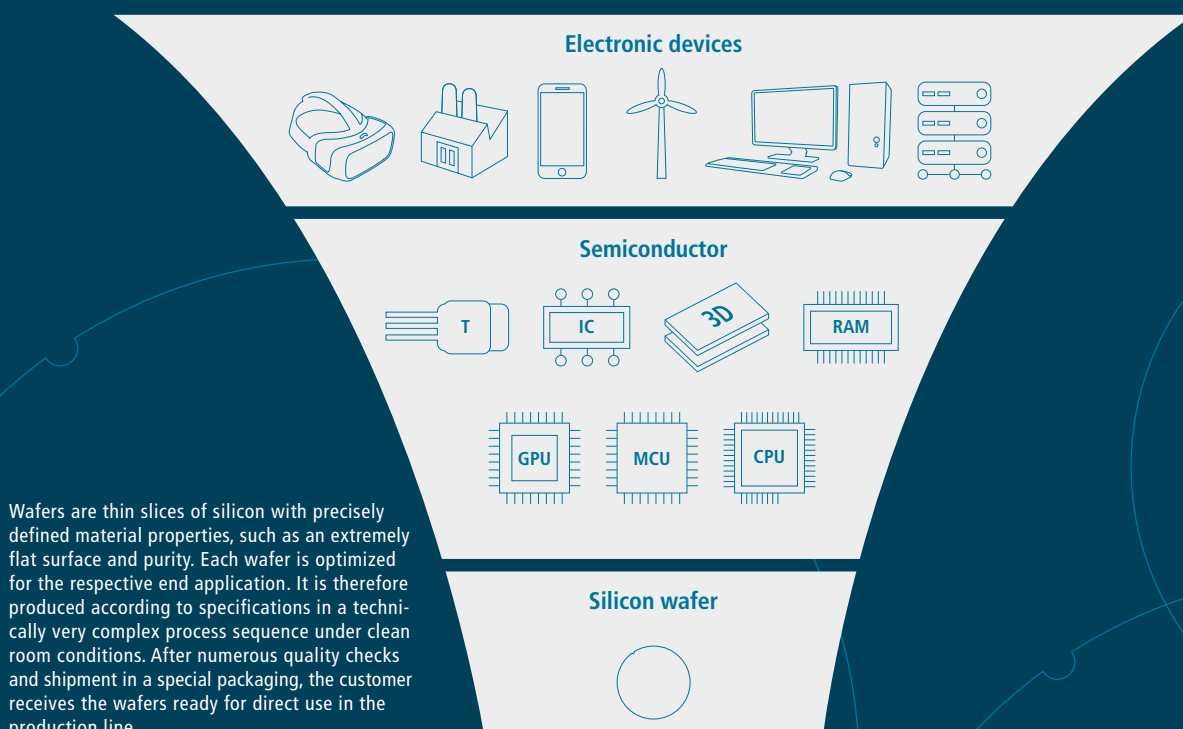 Electronic devices
Semiconductor
T
IC
3D
RAM
GPU
MCU
CPU
Wafers are thin slices of silicon with precisely
defined material properties, such as an extremely
flat surface and purity. Each wafer is optimized
for the respective end application. It is therefore
produced according to specifications in a techni-
cally very complex process sequence under clean
room conditions. After numerous quality checks
and shipment in a special packaging, the customer
receives the wafers ready for direct use in the
production line.
Silicon wafer